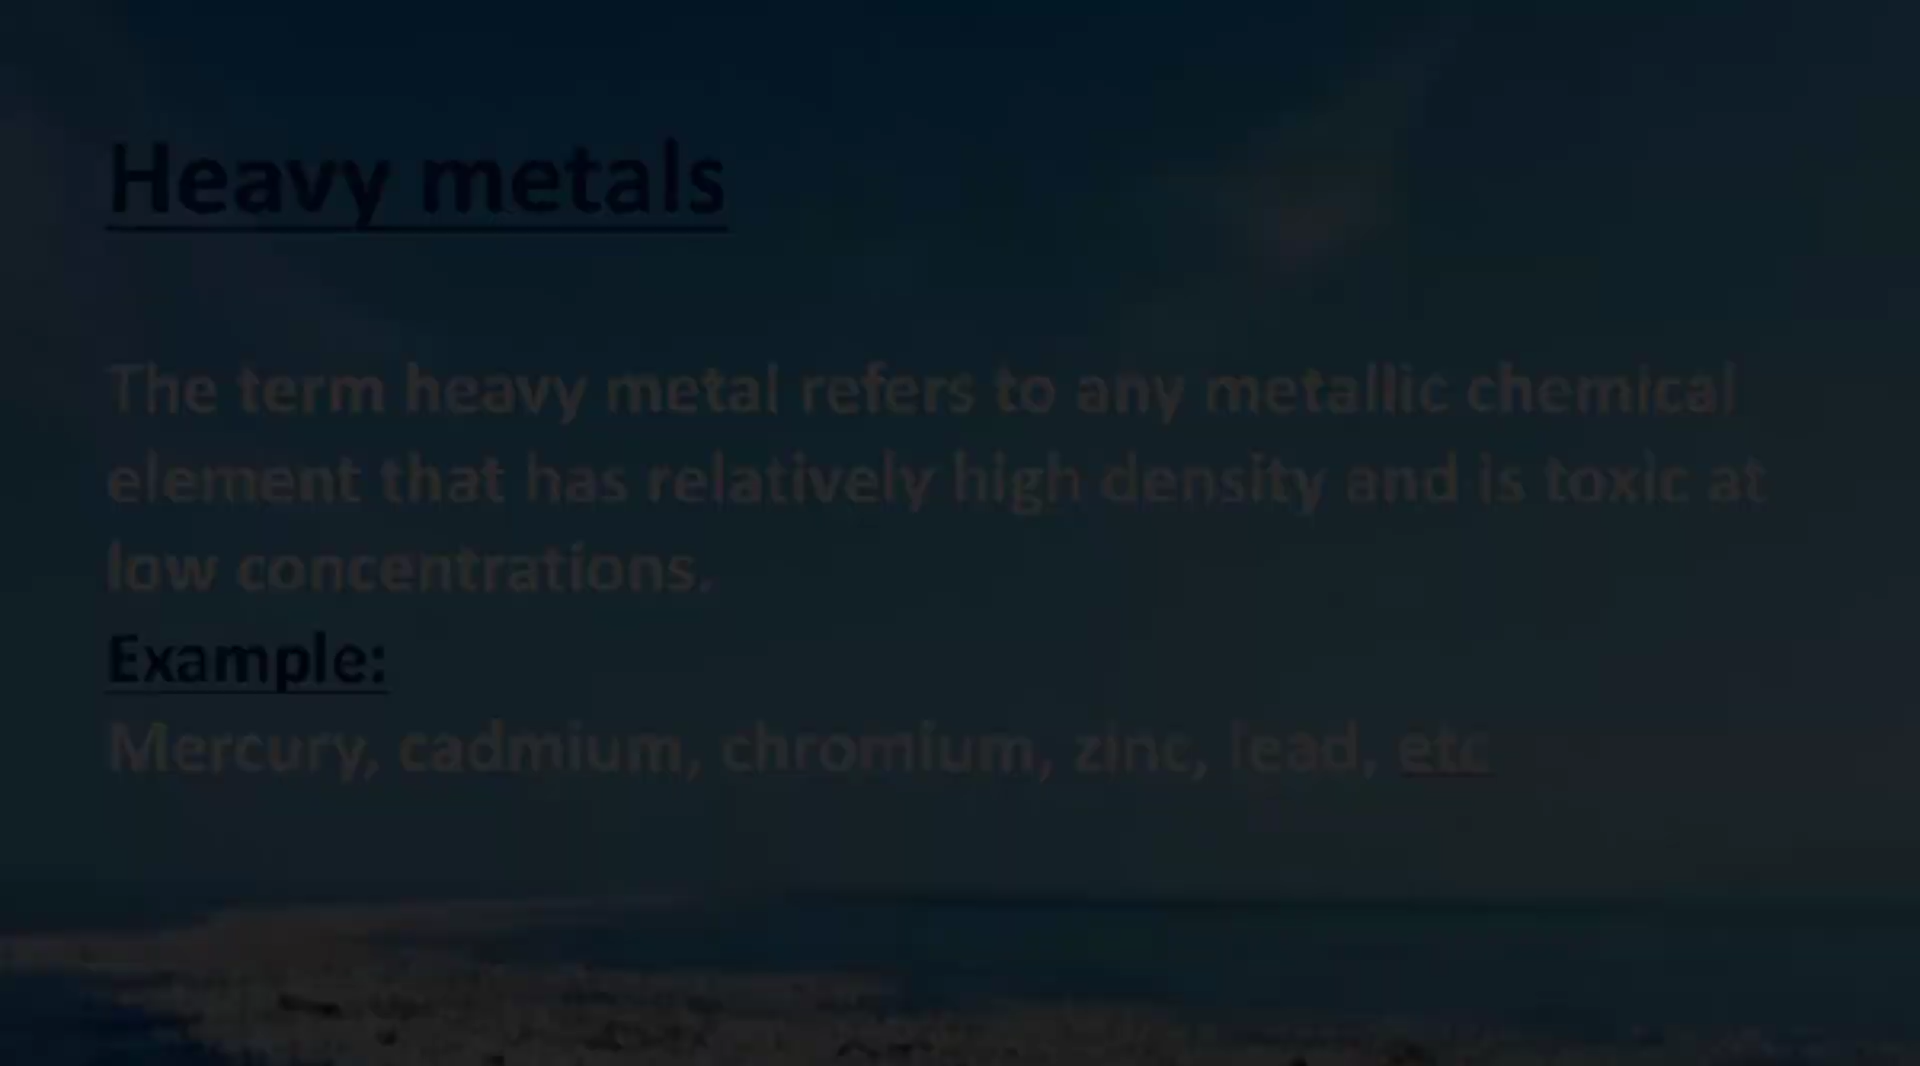 Heavy metals
The term heavy metal refers to any metallic chemical
element that has relatively high density and is toxic at
low concentrations.
Example:
Mercury, cadmium, chromium, zinc, lead, etc